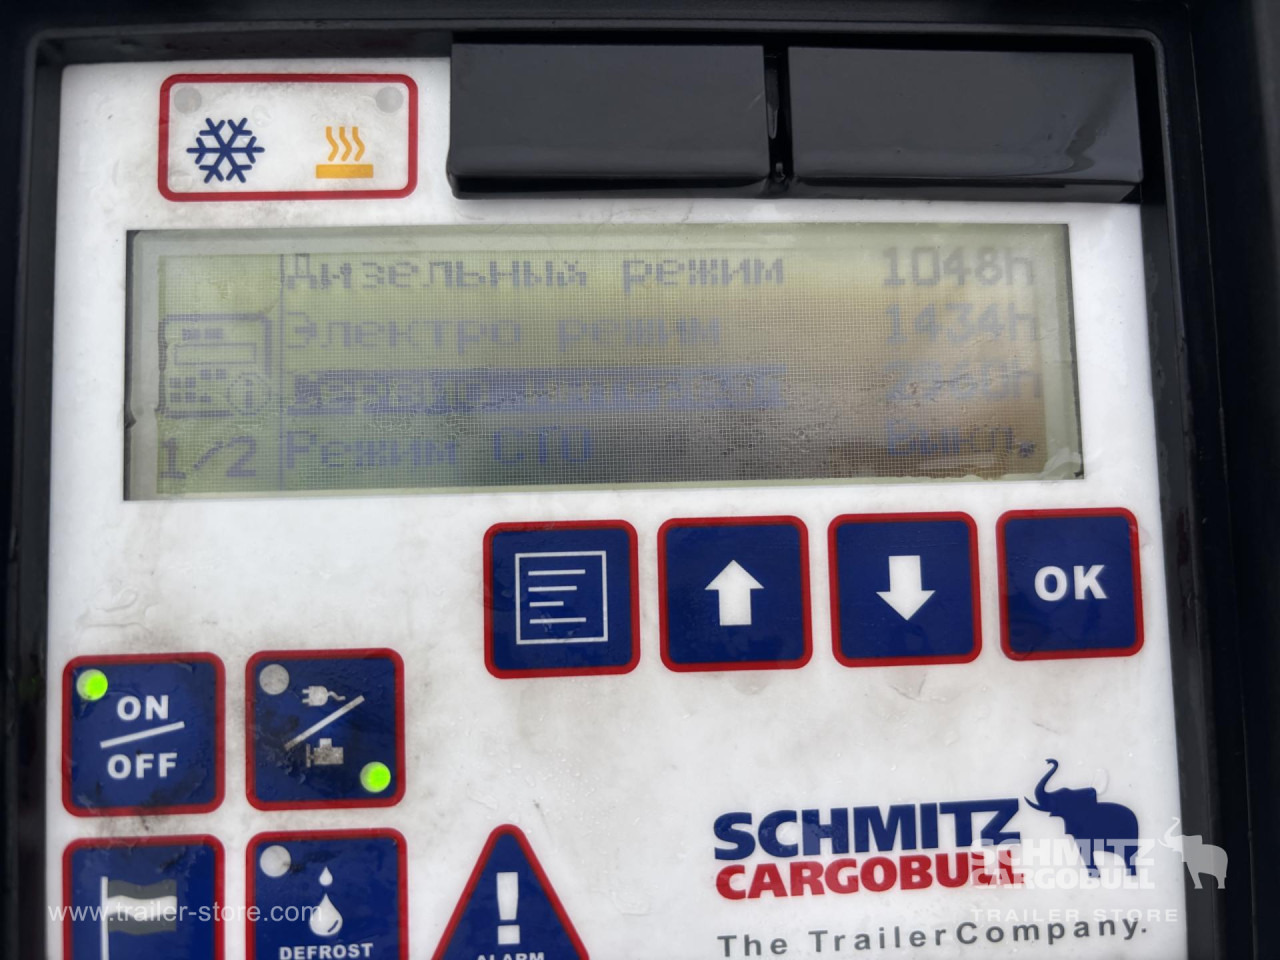 Дизельный режим 1048h
Электро режим 1434h
Режим СТО Выкл.
1/2
OK
ON
OFF
SCHMITZ
CARGOBULL
The TrailerCompany.
SCHMITZ
CARGOBULL
TRAILER STORE
www.trailer-store.com
DEFROST
ALARM